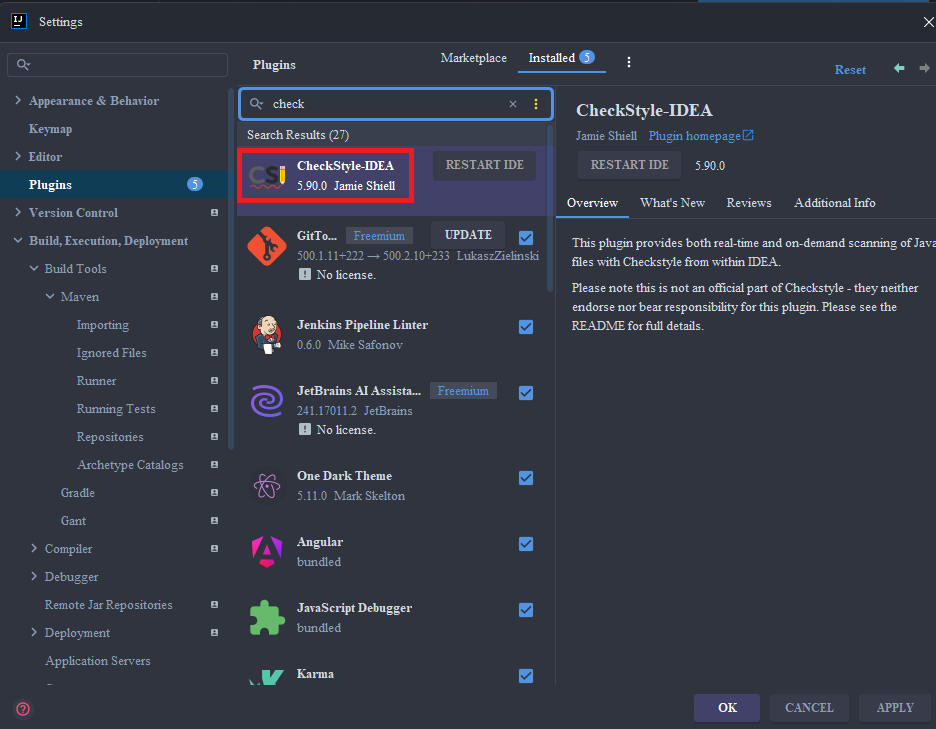 Settings
Plugins
Marketplace
Installed 5
Reset
Appearance & Behavior
Keymap
Editor
Plugins 5
Version Control
Build, Execution, Deployment
Build Tools
Maven
Importing
Ignored Files
Runner
Running Tests
Repositories
Archetype Catalogs
Gradle
Gant
Compiler
Debugger
Remote Jar Repositories
Deployment
Application Servers
check
Search Results (27)
CheckStyle-IDEA
5.90.0 Jamie Shiell
RESTART IDE
GitTo... Freemium UPDATE
500.1.11+222 → 500.2.10+233 LukaszZielinski
No license.
Jenkins Pipeline Linter
0.6.0 Mike Safonov
JetBrains AI Assista... Freemium
241.17011.2 JetBrains
No license.
One Dark Theme
5.11.0 Mark Skelton
Angular
bundled
JavaScript Debugger
bundled
Karma
CheckStyle-IDEA
Jamie Shiell Plugin homepage
RESTART IDE 5.90.0
Overview What's New Reviews Additional Info
This plugin provides both real-time and on-demand scanning of Java
files with Checkstyle from within IDEA.
Please note this is not an official part of Checkstyle - they neither
endorse nor bear responsibility for this plugin. Please see the
README for full details.
OK CANCEL APPLY